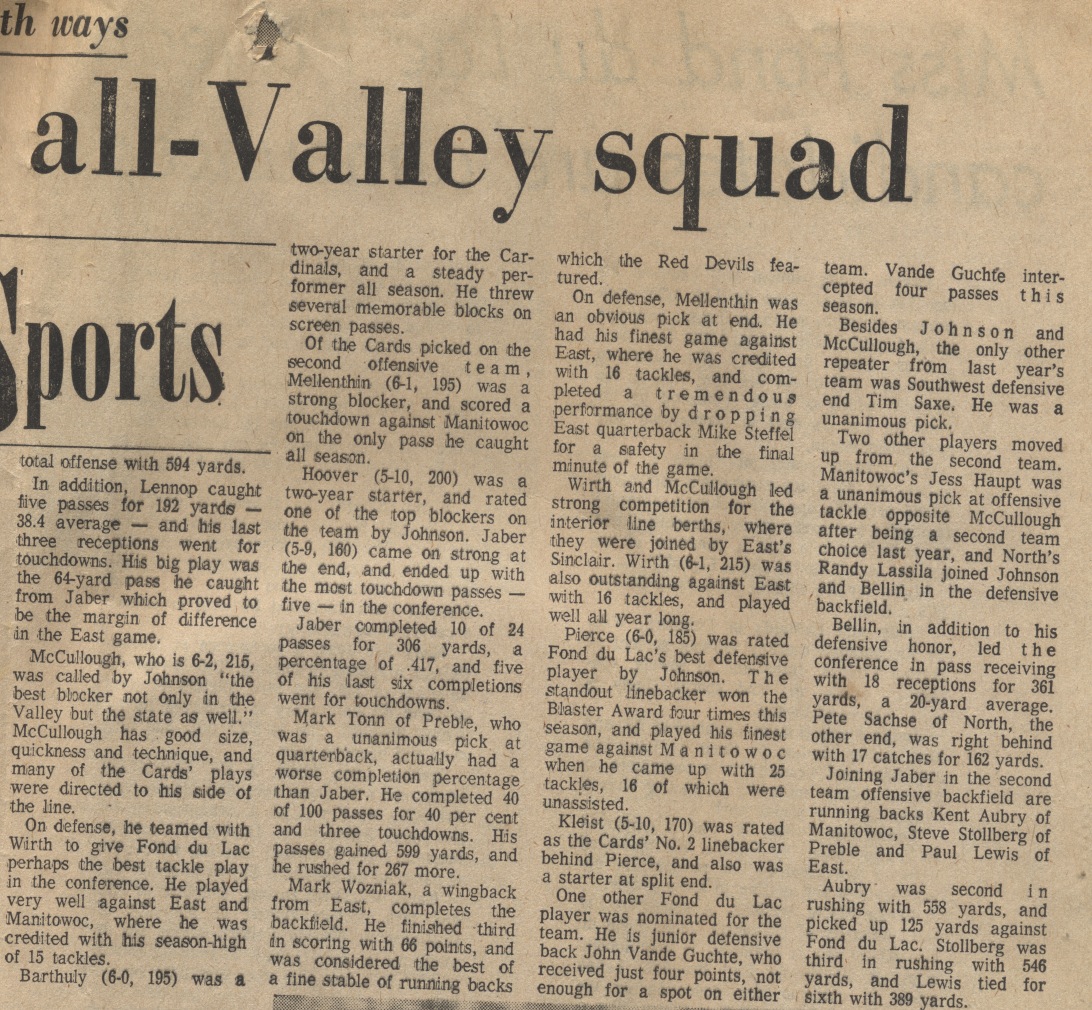 th ways
all-Valley squad
Sports
total offense with 594 yards.
In addition, Lennop caught
five passes for 192 yards —
38.4 average — and his last
three receptions went for
touchdowns. His big play was
the 64-yard pass he caught
from Jaber which proved to
be the margin of difference
in the East game.
McCullough, who is 6-2, 215,
was called by Johnson "the
best blocker not only in the
Valley but the state as well."
McCullough has good size,
quickness and technique, and
many of the Cards' plays
were directed to his side of
the line.
On defense, he teamed with
Wirth to give Fond du Lac
perhaps the best tackle play
in the conference. He played
very well against East and
Manitowoc, where he was
credited with his season-high
of 15 tackles.
Barthuly (6-0, 195) was a
two-year starter for the Car-
dinals, and a steady per-
former all season. He threw
several memorable blocks on
screen passes.
Of the Cards picked on the
second offensive team,
Mellenthin (6-1, 195) was a
strong blocker, and scored a
touchdown against Manitowoc
on the only pass he caught
all season.
Hoover (5-10, 200) was a
two-year starter, and rated
one of the top blockers on
the team by Johnson. Jaber
(5-9, 160) came on strong at
the end, and ended up with
the most touchdown passes —
five — in the conference.
Jaber completed 10 of 24
passes for 306 yards, a
percentage of .417, and five
of his last six completions
went for touchdowns.
Mark Tonn of Preble, who
was a unanimous pick at
quarterback, actually had a
worse completion percentage
than Jaber. He completed 40
of 100 passes for 40 per cent
and three touchdowns. His
passes gained 599 yards, and
he rushed for 267 more.
Mark Wozniak, a wingback
from East, completes the
backfield. He finished third
in scoring with 66 points, and
was considered the best of
a fine stable of running backs
which the Red Devils fea-
tured.
On defense, Mellenthin was
an obvious pick at end. He
had his finest game against
East, where he was credited
with 16 tackles, and com-
pleted a tremendous
performance by dropping
East quarterback Mike Steffel
for a safety in the final
minute of the game.
Wirth and McCullough led
strong competition for the
interior line berths, where
they were joined by East's
Sinclair. Wirth (6-1, 215) was
also outstanding against East
with 16 tackles, and played
well all year long.
Pierce (6-0, 185) was rated
Fond du Lac's best defensive
player by Johnson. The
standout linebacker won the
Blaster Award four times this
season, and played his finest
game against Manitowoc
when he came up with 25
tackles, 16 of which were
unassisted.
Kleist (5-10, 170) was rated
as the Cards' No. 2 linebacker
behind Pierce, and also was
a starter at split end.
One other Fond du Lac
player was nominated for the
team. He is junior defensive
back John Vande Guchte, who
received just four points, not
enough for a spot on either
team. Vande Guchte inter-
cepted four passes this
season.
Besides Johnson and
McCullough, the only other
repeater from last year's
team was Southwest defensive
end Tim Saxe. He was a
unanimous pick.
Two other players moved
up from the second team.
Manitowoc's Jess Haupt was
a unanimous pick at offensive
tackle opposite McCullough
after being a second team
choice last year, and North's
Randy Lassila joined Johnson
and Bellin in the defensive
backfield.
Bellin, in addition to his
defensive honor, led the
conference in pass receiving
with 18 receptions for 361
yards, a 20-yard average.
Pete Sachse of North, the
other end, was right behind
with 17 catches for 162 yards.
Joining Jaber in the second
team offensive backfield are
running backs Kent Aubry of
Manitowoc, Steve Stollberg of
Preble and Paul Lewis of
East.
Aubry was second in
rushing with 558 yards, and
picked up 125 yards against
Fond du Lac. Stollberg was
third in rushing with 546
yards, and Lewis tied for
sixth with 389 yards.